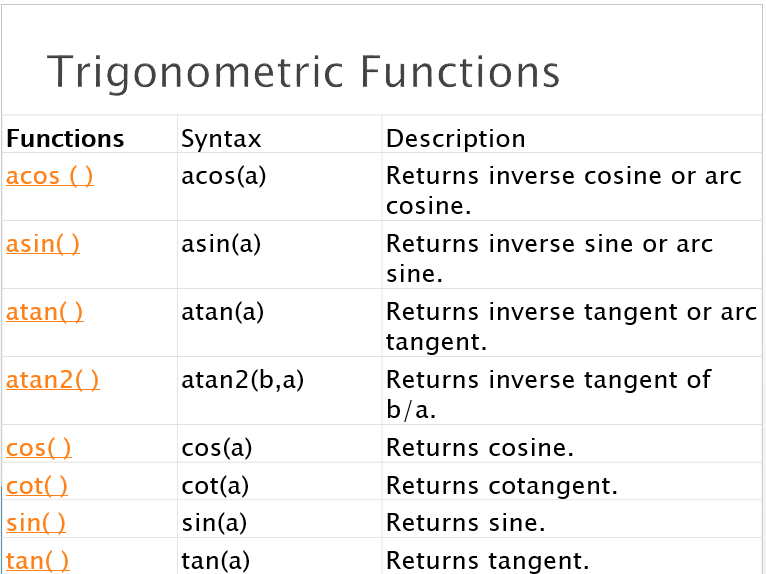 Trigonometric Functions
Functions Syntax Description
acos ( ) acos(a) Returns inverse cosine or arc
cosine.
asin( ) asin(a) Returns inverse sine or arc
sine.
atan( ) atan(a) Returns inverse tangent or arc
tangent.
atan2( ) atan2(b,a) Returns inverse tangent of
b/a.
cos( ) cos(a) Returns cosine.
cot( ) cot(a) Returns cotangent.
sin( ) sin(a) Returns sine.
tan( ) tan(a) Returns tangent.